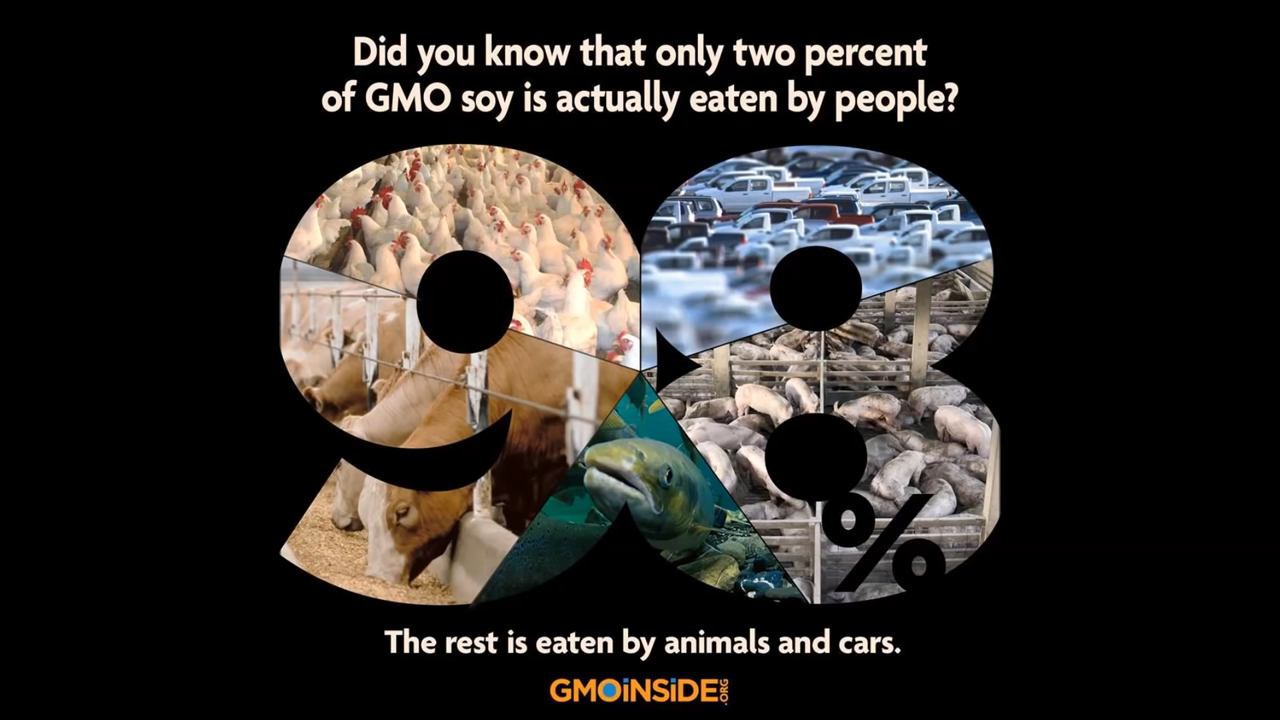 Did you know that only two percent
of GMO soy is actually eaten by people?
98
%
The rest is eaten by animals and cars.
GMOiNSiDE.ORG